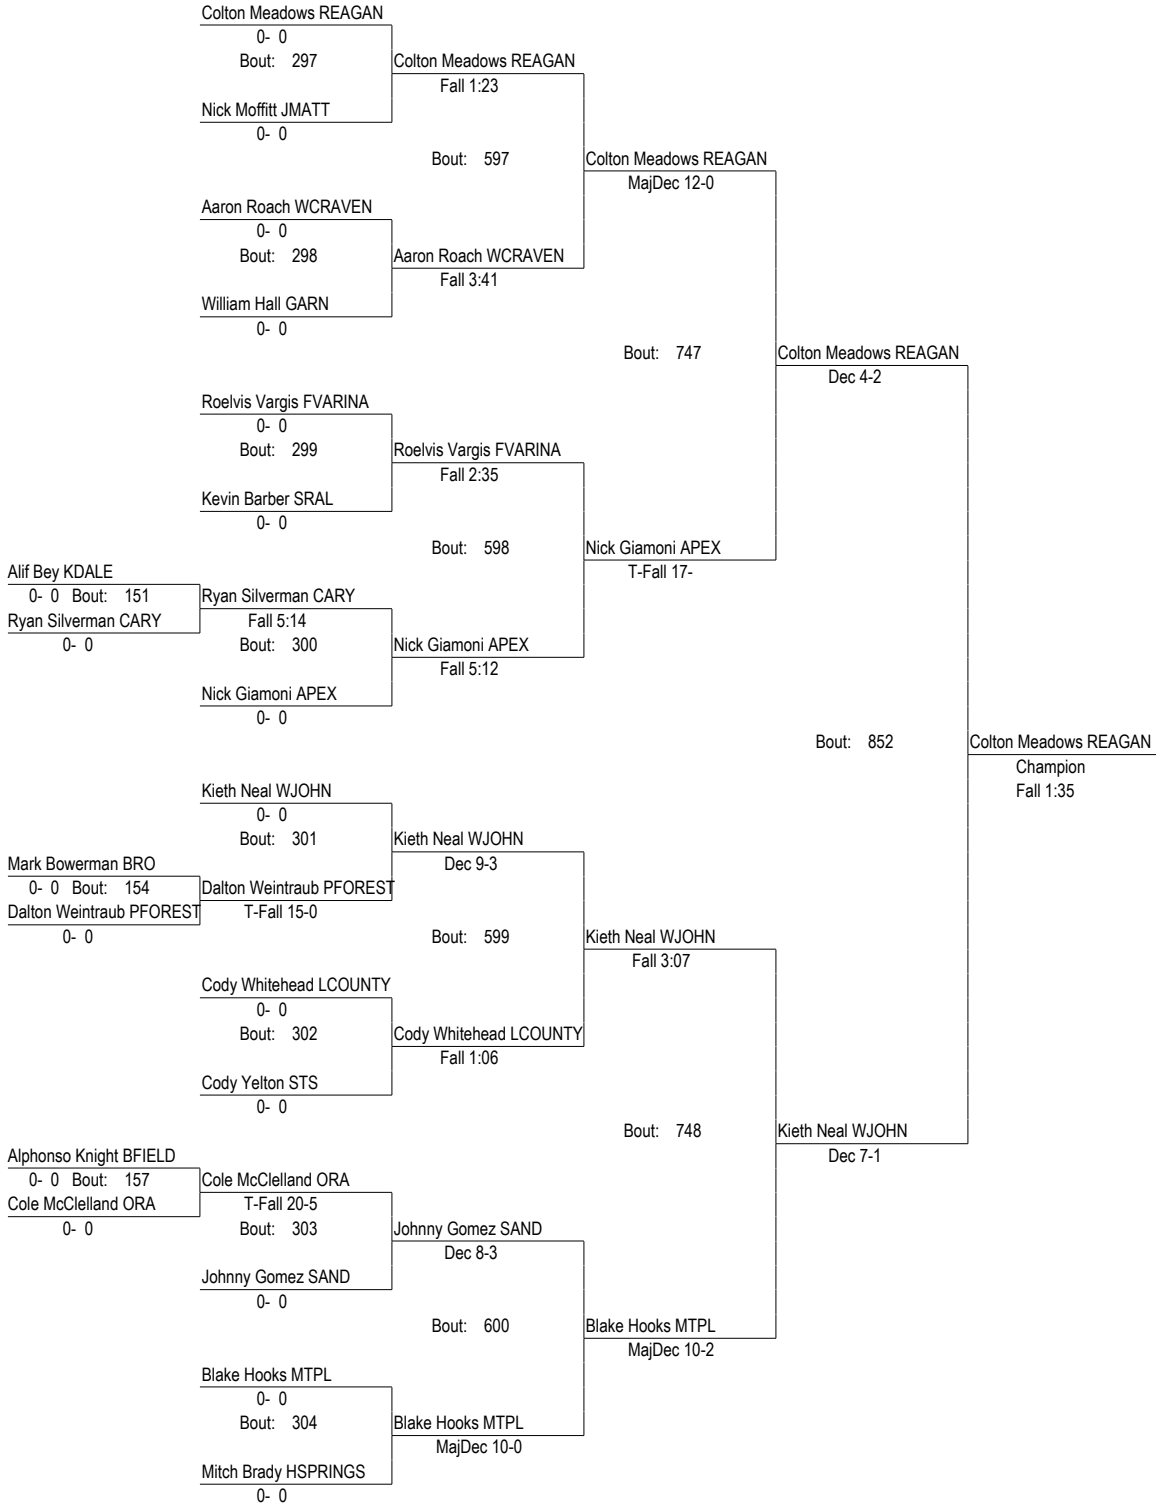 Colton Meadows REAGAN
0- 0
Bout: 297
Colton Meadows REAGAN
Fall 1:23
Nick Moffitt JMATT
0- 0
Bout: 597
Colton Meadows REAGAN
MajDec 12-0
Aaron Roach WCRAVEN
0- 0
Bout: 298
Aaron Roach WCRAVEN
Fall 3:41
William Hall GARN
0- 0
Bout: 747
Colton Meadows REAGAN
Dec 4-2
Roelvis Vargis FVARINA
0- 0
Bout: 299
Roelvis Vargis FVARINA
Fall 2:35
Kevin Barber SRAL
0- 0
Bout: 598
Nick Giamoni APEX
T-Fall 17-
Alif Bey KDALE
0- 0 Bout: 151
Ryan Silverman CARY
Ryan Silverman CARY
Fall 5:14
0- 0
Bout: 300
Nick Giamoni APEX
Fall 5:12
Nick Giamoni APEX
0- 0
Bout: 852
Colton Meadows REAGAN
Champion
Fall 1:35
Kieth Neal WJOHN
0- 0
Bout: 301
Kieth Neal WJOHN
Dec 9-3
Mark Bowerman BRO
0- 0 Bout: 154
Dalton Weintraub PFOREST
Dalton Weintraub PFOREST
T-Fall 15-0
0- 0
Bout: 599
Kieth Neal WJOHN
Fall 3:07
Cody Whitehead LCOUNTY
0- 0
Bout: 302
Cody Whitehead LCOUNTY
Fall 1:06
Cody Yelton STS
0- 0
Bout: 748
Kieth Neal WJOHN
Dec 7-1
Alphonso Knight BFIELD
0- 0 Bout: 157
Cole McClelland ORA
Cole McClelland ORA
T-Fall 20-5
0- 0
Bout: 303
Johnny Gomez SAND
Dec 8-3
Johnny Gomez SAND
0- 0
Bout: 600
Blake Hooks MTPL
MajDec 10-2
Blake Hooks MTPL
0- 0
Bout: 304
Blake Hooks MTPL
MajDec 10-0
Mitch Brady HSPRINGS
0- 0